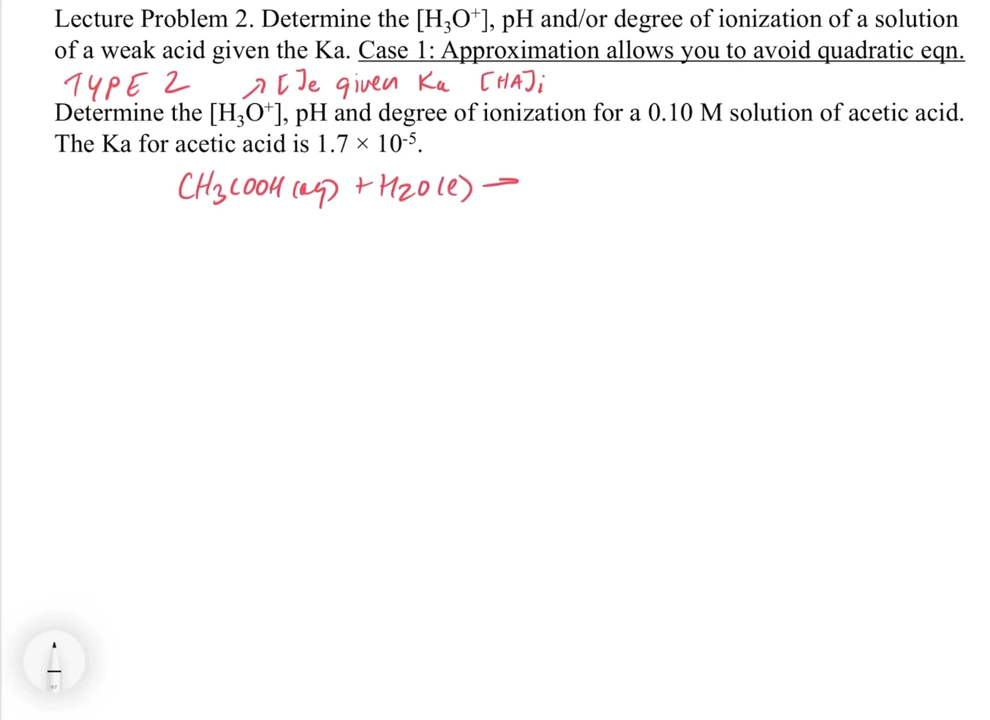 Lecture Problem 2. Determine the [H₃O⁺], pH and/or degree of ionization of a solution
of a weak acid given the Ka. Case 1: Approximation allows you to avoid quadratic eqn.
TYPE 2 ↗ [ ]e given Ka [HA]i
Determine the [H₃O⁺], pH and degree of ionization for a 0.10 M solution of acetic acid.
The Ka for acetic acid is 1.7 × 10⁻⁵.
CH3COOH (aq) + H2O (l) —